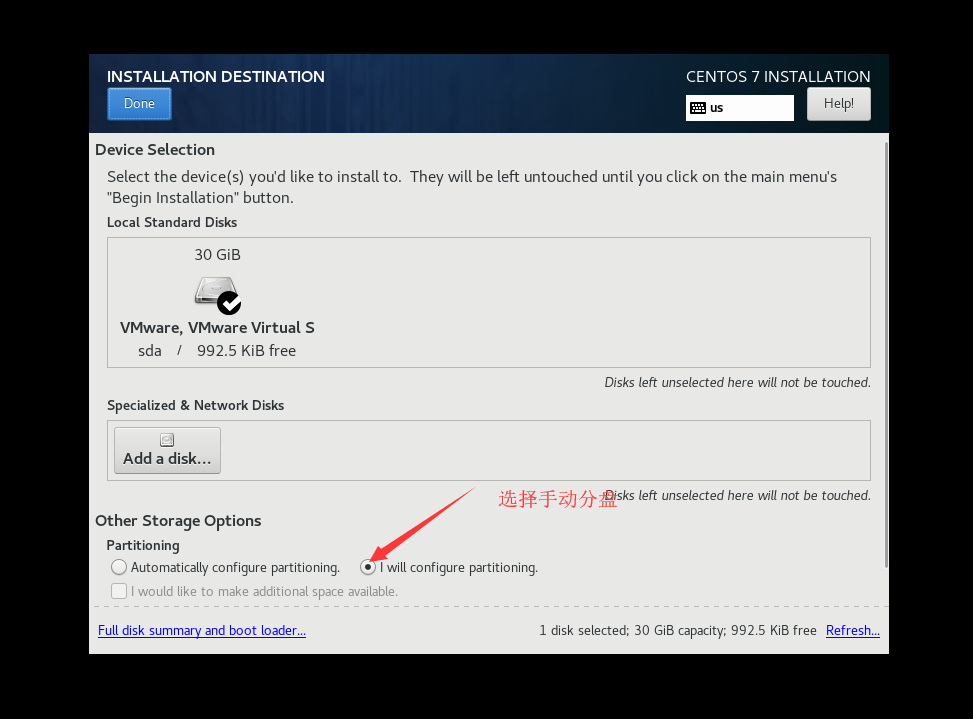 INSTALLATION DESTINATION
CENTOS 7 INSTALLATION
Done
us
Help!
Device Selection
Select the device(s) you'd like to install to.  They will be left untouched until you click on the main menu's
"Begin Installation" button.
Local Standard Disks
30 GiB
VMware, VMware Virtual S
sda / 992.5 KiB free
Disks left unselected here will not be touched.
Specialized & Network Disks
Add a disk...
Disks left unselected here will not be touched.
选择手动分盘
Other Storage Options
Partitioning
Automatically configure partitioning.
I will configure partitioning.
I would like to make additional space available.
Full disk summary and boot loader...
1 disk selected; 30 GiB capacity; 992.5 KiB free
Refresh...